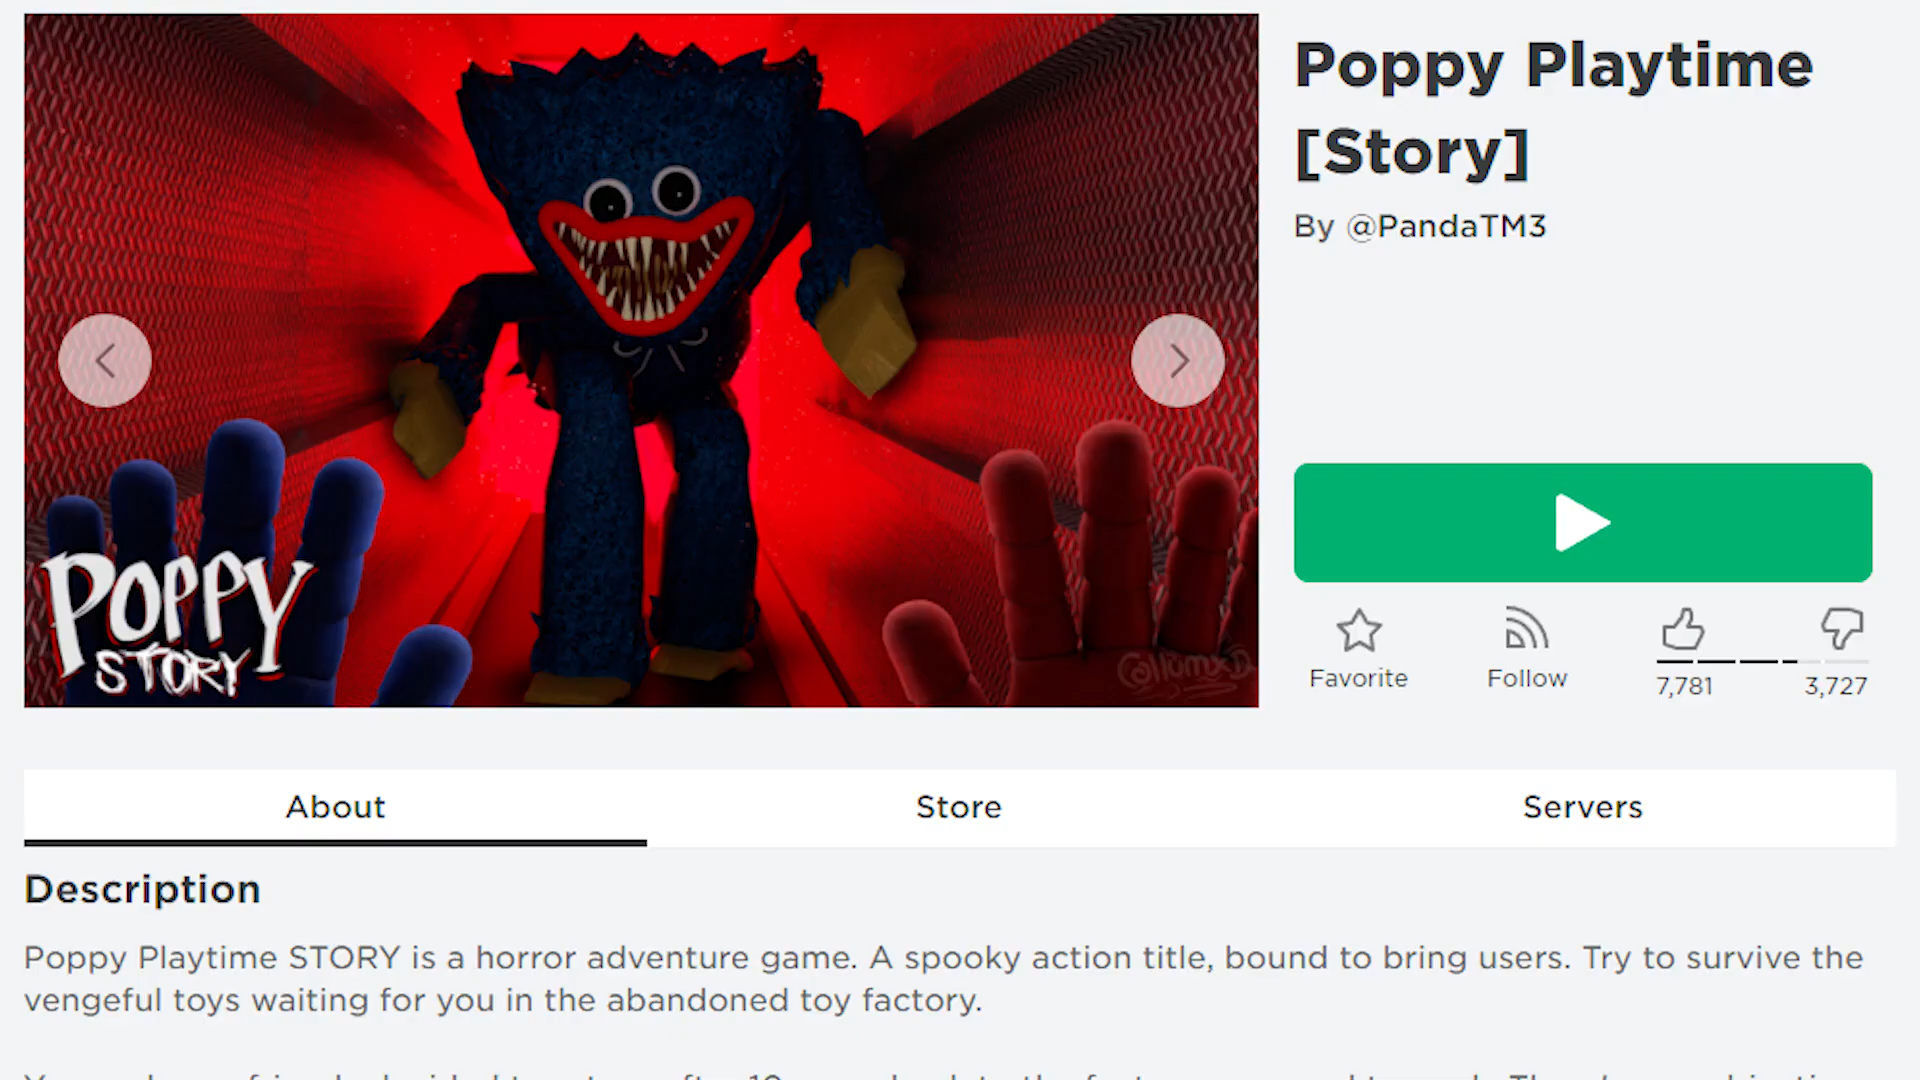 Poppy Playtime
[Story]
By @PandaTM3
POPPY
STORY
Favorite
Follow
7,781
3,727
About
Store
Servers
Description
Poppy Playtime STORY is a horror adventure game. A spooky action title, bound to bring users. Try to survive the
vengeful toys waiting for you in the abandoned toy factory.